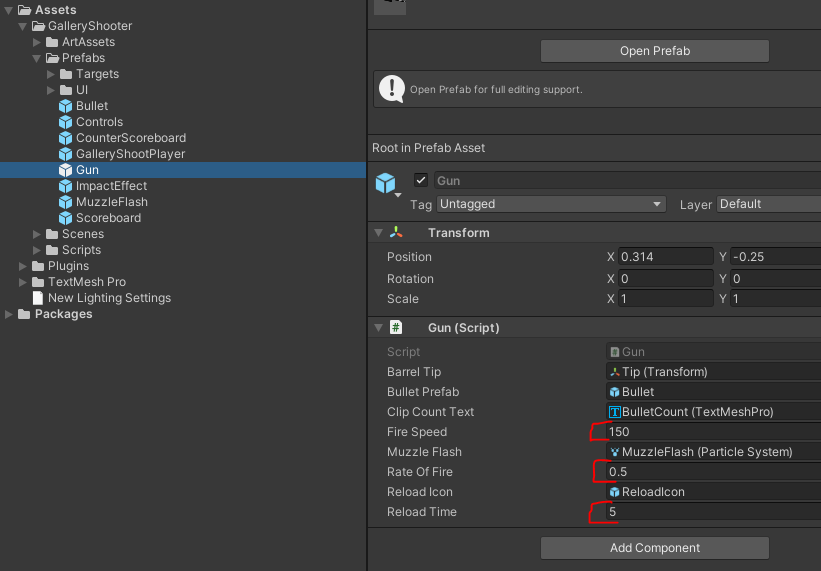 Assets
GalleryShooter
ArtAssets
Prefabs
Targets
UI
Bullet
Controls
CounterScoreboard
GalleryShootPlayer
Gun
ImpactEffect
MuzzleFlash
Scoreboard
Scenes
Scripts
Plugins
TextMesh Pro
New Lighting Settings
Packages
Open Prefab
Open Prefab for full editing support.
Root in Prefab Asset
Gun
Tag Untagged Layer Default
Transform
Position X 0.314 Y -0.25
Rotation X 0 Y 0
Scale X 1 Y 1
# Gun (Script)
Script # Gun
Barrel Tip Tip (Transform)
Bullet Prefab Bullet
Clip Count Text T BulletCount (TextMeshPro)
Fire Speed 150
Muzzle Flash MuzzleFlash (Particle System)
Rate Of Fire 0.5
Reload Icon ReloadIcon
Reload Time 5
Add Component